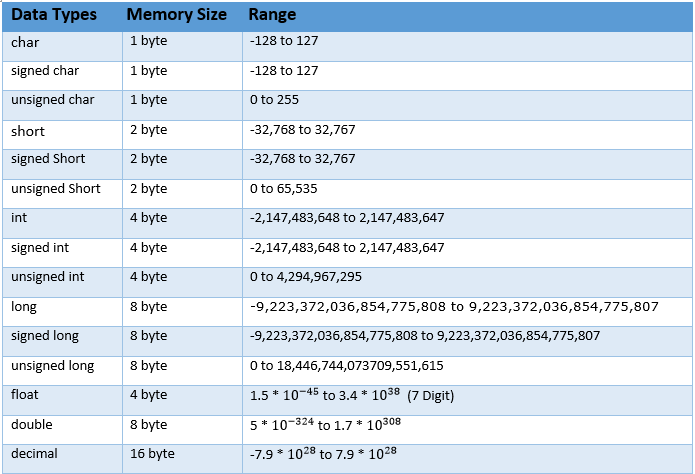 Data Types Memory Size Range
char 1 byte -128 to 127
signed char 1 byte -128 to 127
unsigned char 1 byte 0 to 255
short 2 byte -32,768 to 32,767
signed Short 2 byte -32,768 to 32,767
unsigned Short 2 byte 0 to 65,535
int 4 byte -2,147,483,648 to 2,147,483,647
signed int 4 byte -2,147,483,648 to 2,147,483,647
unsigned int 4 byte 0 to 4,294,967,295
long 8 byte -9,223,372,036,854,775,808 to 9,223,372,036,854,775,807
signed long 8 byte -9,223,372,036,854,775,808 to 9,223,372,036,854,775,807
unsigned long 8 byte 0 to 18,446,744,073709,551,615
float 4 byte 1.5 * 10⁻⁴⁵ to 3.4 * 10³⁸ (7 Digit)
double 8 byte 5 * 10⁻³²⁴ to 1.7 * 10³⁰⁸
decimal 16 byte -7.9 * 10²⁸ to 7.9 * 10²⁸